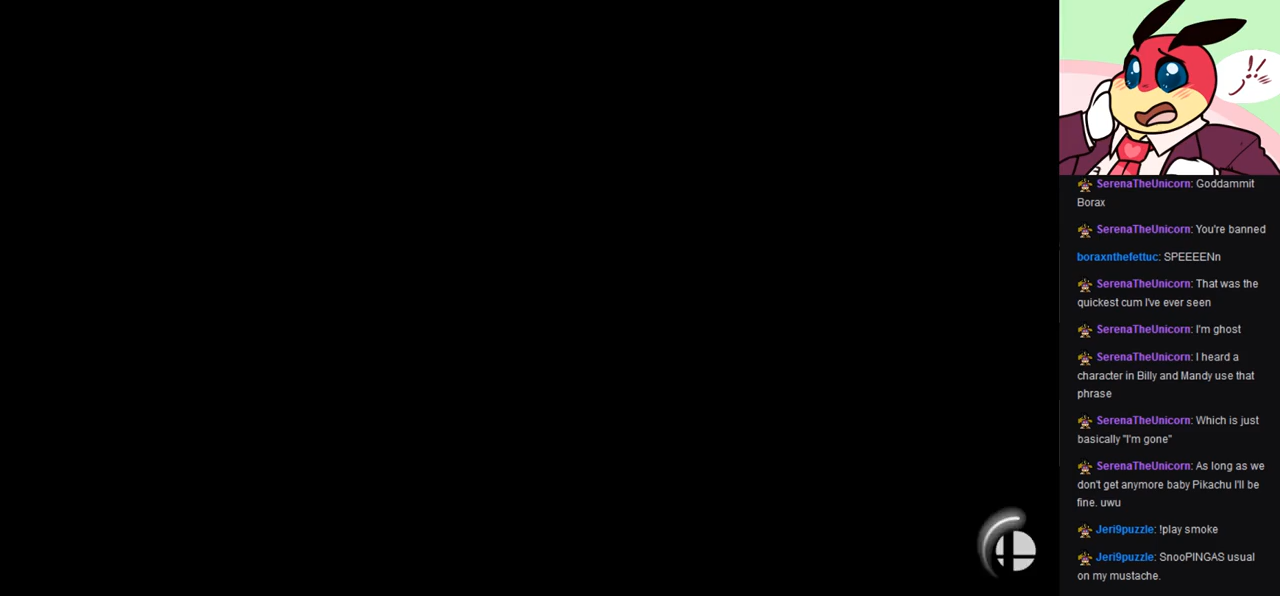 !!
SerenaTheUnicorn: Goddammit
Borax
SerenaTheUnicorn: You're banned
boraxnthefettuc: SPEEEENn
SerenaTheUnicorn: That was the
quickest cum I've ever seen
SerenaTheUnicorn: I'm ghost
SerenaTheUnicorn: I heard a
character in Billy and Mandy use that
phrase
SerenaTheUnicorn: Which is just
basically "I'm gone"
SerenaTheUnicorn: As long as we
don't get anymore baby Pikachu I'll be
fine. uwu
Jeri9puzzle: !play smoke
Jeri9puzzle: SnooPINGAS usual
on my mustache.